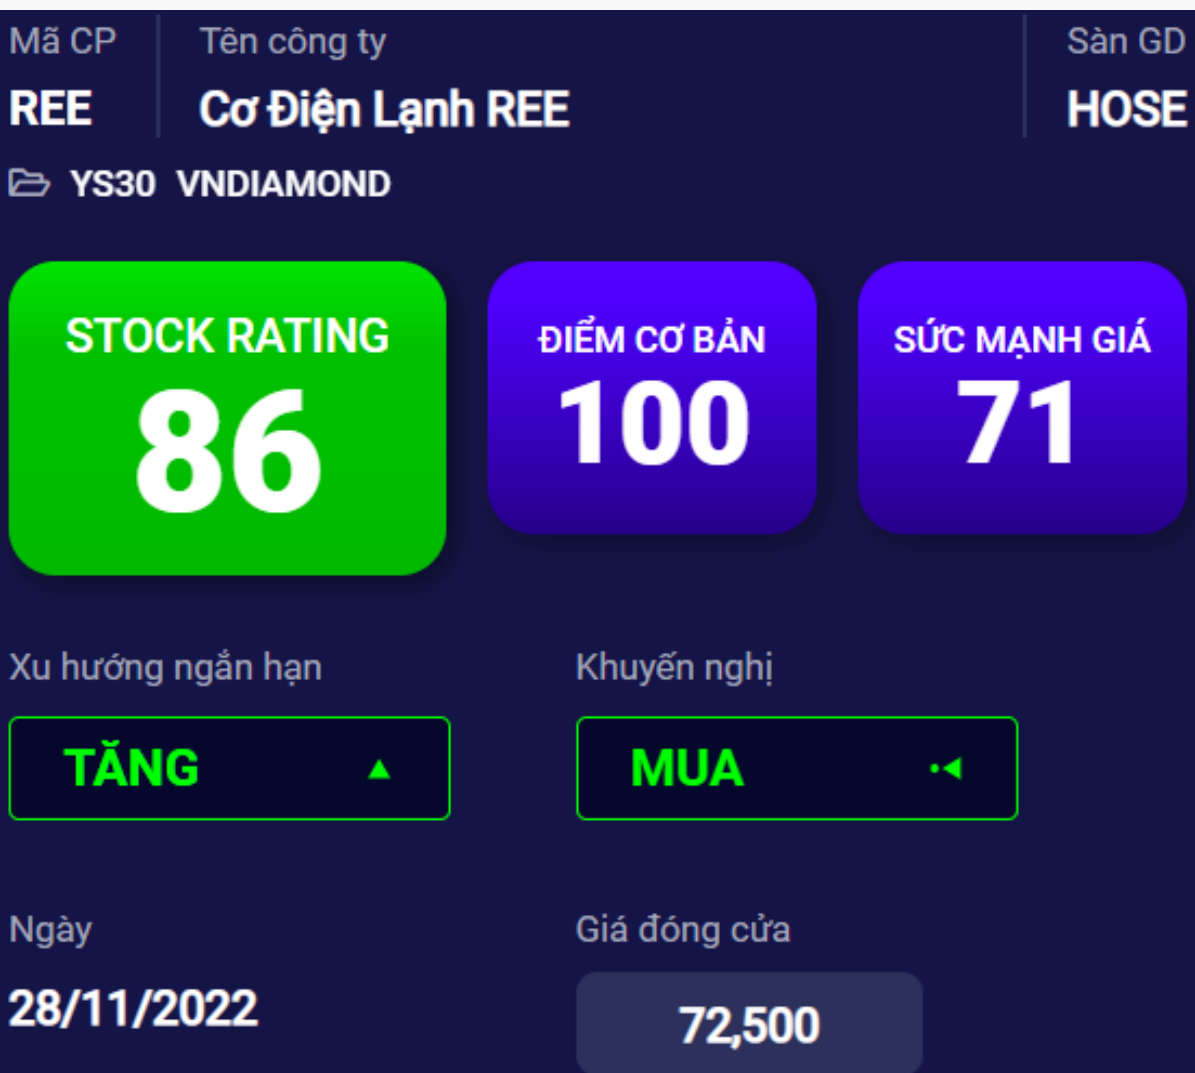 Mã CP Tên công ty Sàn GD
REE Cơ Điện Lạnh REE HOSE
YS30 VNDIAMOND
STOCK RATING ĐIỂM CƠ BẢN SỨC MẠNH GIÁ
86 100 71
Xu hướng ngắn hạn Khuyến nghị
TĂNG MUA
Ngày Giá đóng cửa
28/11/2022 72,500